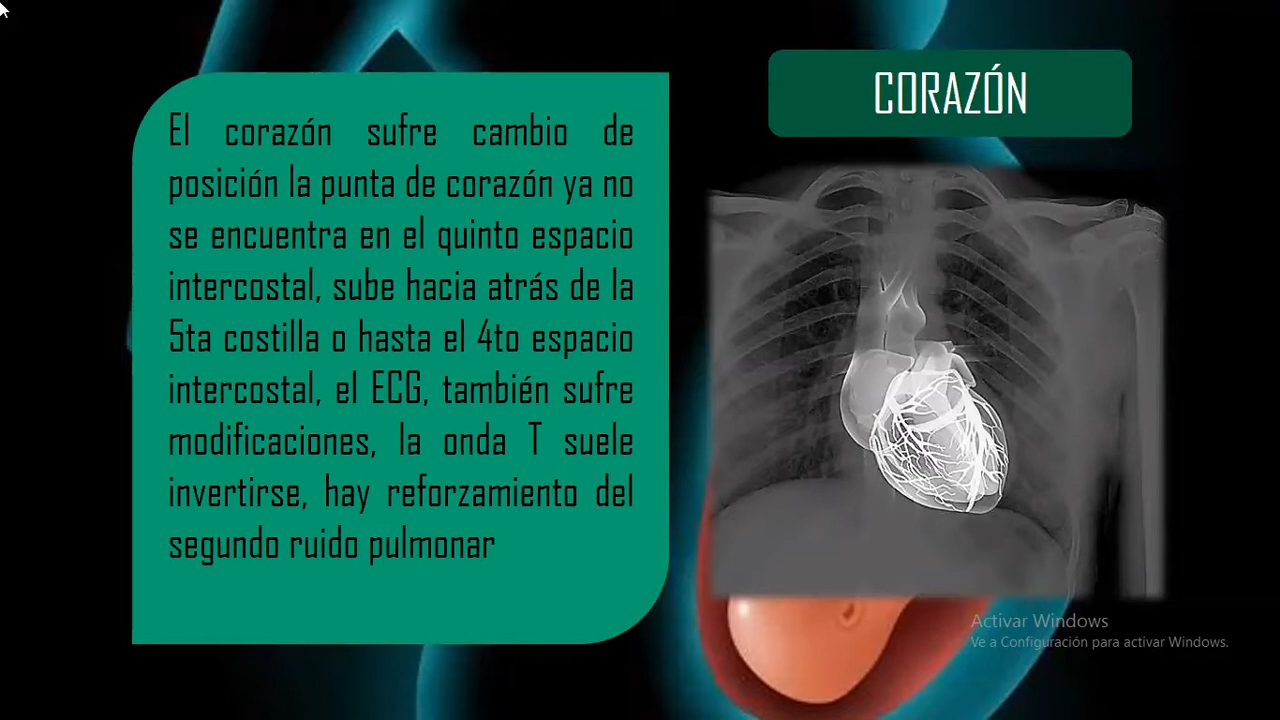 CORAZÓN
El corazón sufre cambio de
posición la punta de corazón ya no
se encuentra en el quinto espacio
intercostal, sube hacia atrás de la
5ta costilla o hasta el 4to espacio
intercostal, el ECG, también sufre
modificaciones, la onda T suele
invertirse, hay reforzamiento del
segundo ruido pulmonar
Activar Windows
Ve a Configuración para activar Windows.